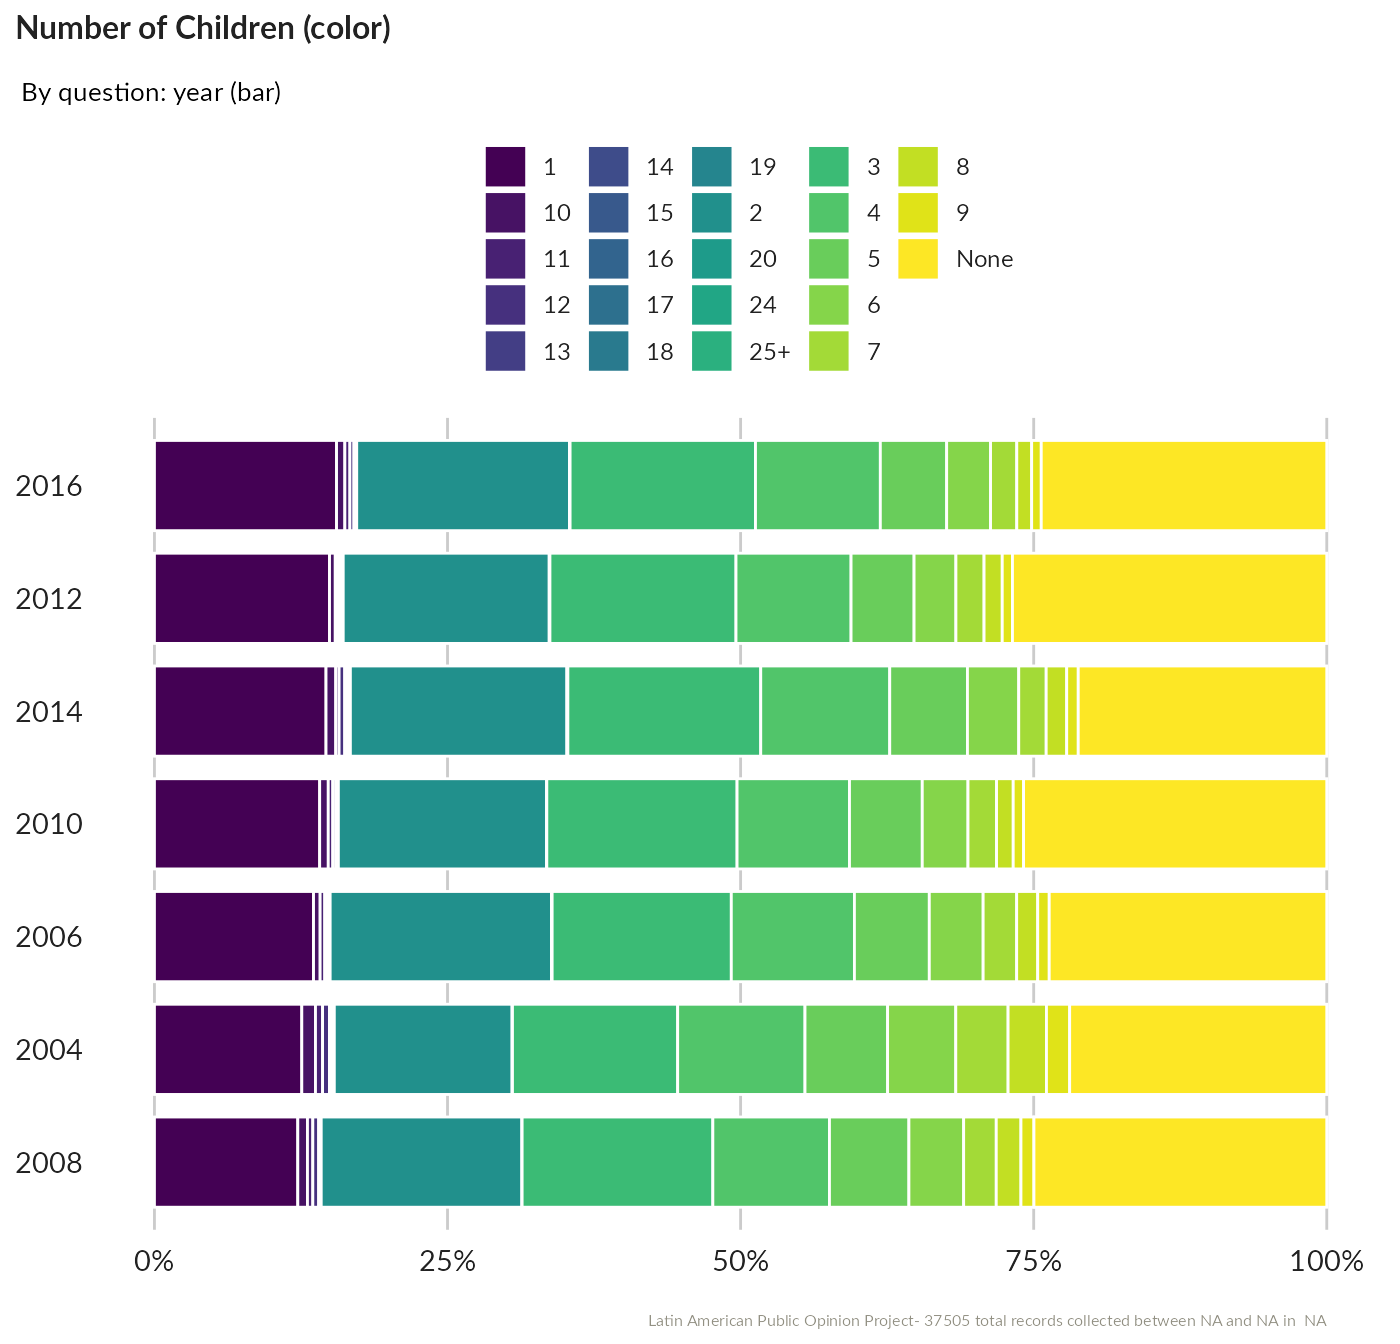 Number of Children (color)
By question: year (bar)
1 14 19 3 8
10 15 2 4 9
11 16 20 5 None
12 17 24 6
13 18 25+ 7
2016
2012
2014
2010
2006
2004
2008
0% 25% 50% 75% 100%
Latin American Public Opinion Project- 37505 total records collected between NA and NA in  NA